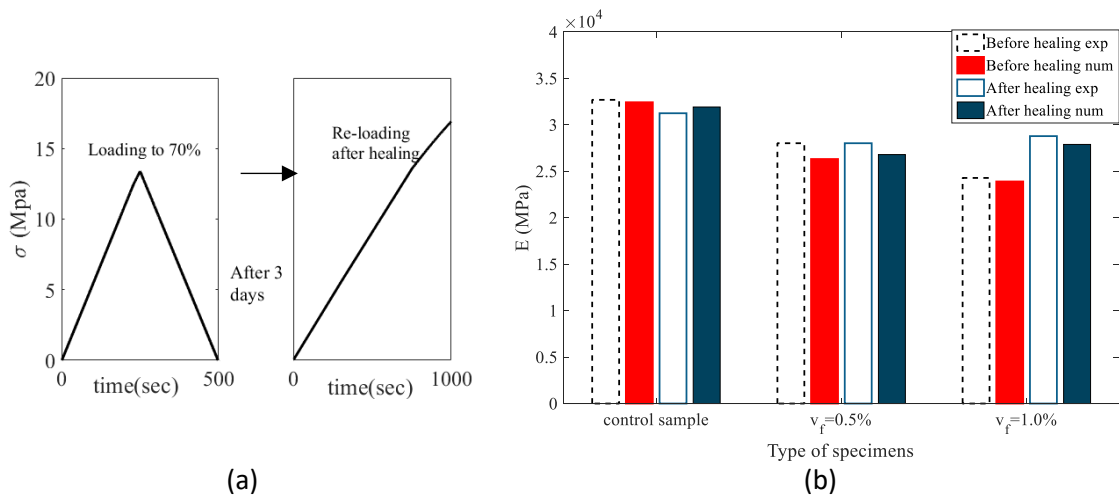 σ (Mpa)
20
15
10
5
0
Loading to 70%
0
500
time(sec)
After 3
days
Re-loading
after healing
0
1000
time(sec)
(a)
×10⁴
4
3.5
3
2.5
2
1.5
1
0.5
0
E (MPa)
Before healing exp
Before healing num
After healing exp
After healing num
control sample
v_f=0.5%
v_f=1.0%
Type of specimens
(b)